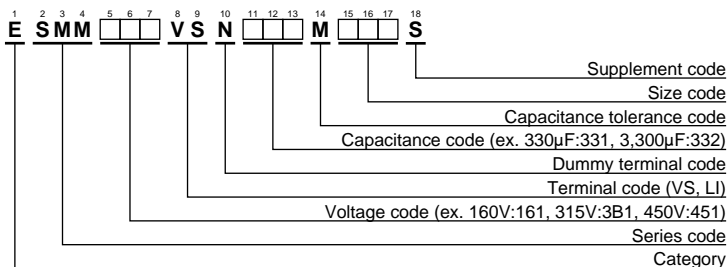 1 2 3 4 5 6 7 8 9 10 11 12 13 14 15 16 17 18
E SMM VS N M S
Supplement code
Size code
Capacitance tolerance code
Capacitance code (ex. 330µF:331, 3,300µF:332)
Dummy terminal code
Terminal code (VS, LI)
Voltage code (ex. 160V:161, 315V:3B1, 450V:451)
Series code
Category